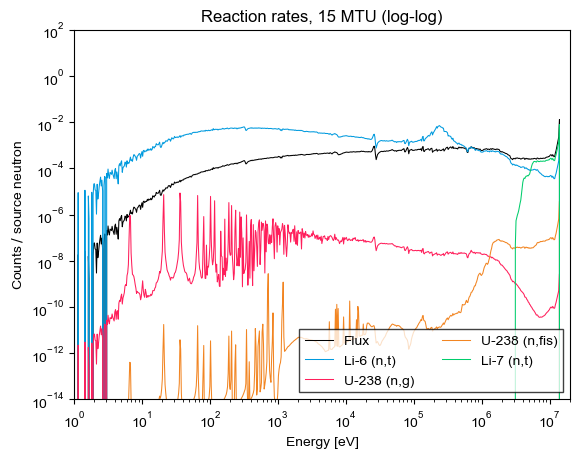 Reaction rates, 15 MTU (log-log)
Counts / source neutron
10^2
10^0
10^-2
10^-4
10^-6
10^-8
10^-10
10^-12
10^-14
Flux
Li-6 (n,t)
U-238 (n,g)
U-238 (n,fis)
Li-7 (n,t)
10^0 10^1 10^2 10^3 10^4 10^5 10^6 10^7
Energy [eV]